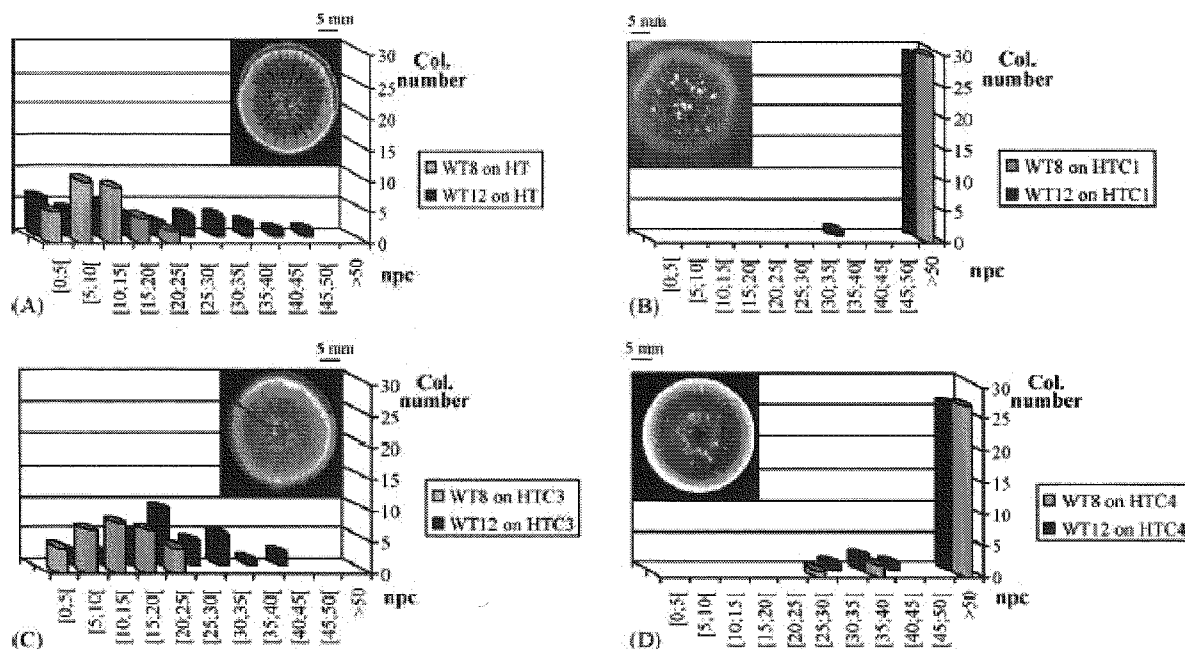 5 mm
30
25
20
15
10
5
0
Col.
number
WT8 on HT
WT12 on HT
[0;5[
[5;10[
[10;15[
[15;20[
[20;25[
[25;30[
[30;35[
[35;40[
[40;45[
[45;50[
>50
npc
(A)
5 mm
30
25
20
15
10
5
0
Col.
number
WT8 on HTC1
WT12 on HTC1
[0;5[
[5;10[
[10;15[
[15;20[
[20;25[
[25;30[
[30;35[
[35;40[
[40;45[
[45;50[
>50
npc
(B)
5 mm
30
25
20
15
10
5
0
Col.
number
WT8 on HTC3
WT12 on HTC3
[0;5[
[5;10[
[10;15[
[15;20[
[20;25[
[25;30[
[30;35[
[35;40[
[40;45[
[45;50[
>50
npc
(C)
5 mm
30
25
20
15
10
5
0
Col.
number
WT8 on HTC4
WT12 on HTC4
[0;5[
[5;10[
[10;15[
[15;20[
[20;25[
[25;30[
[30;35[
[35;40[
[40;45[
[45;50[
>50
npc
(D)